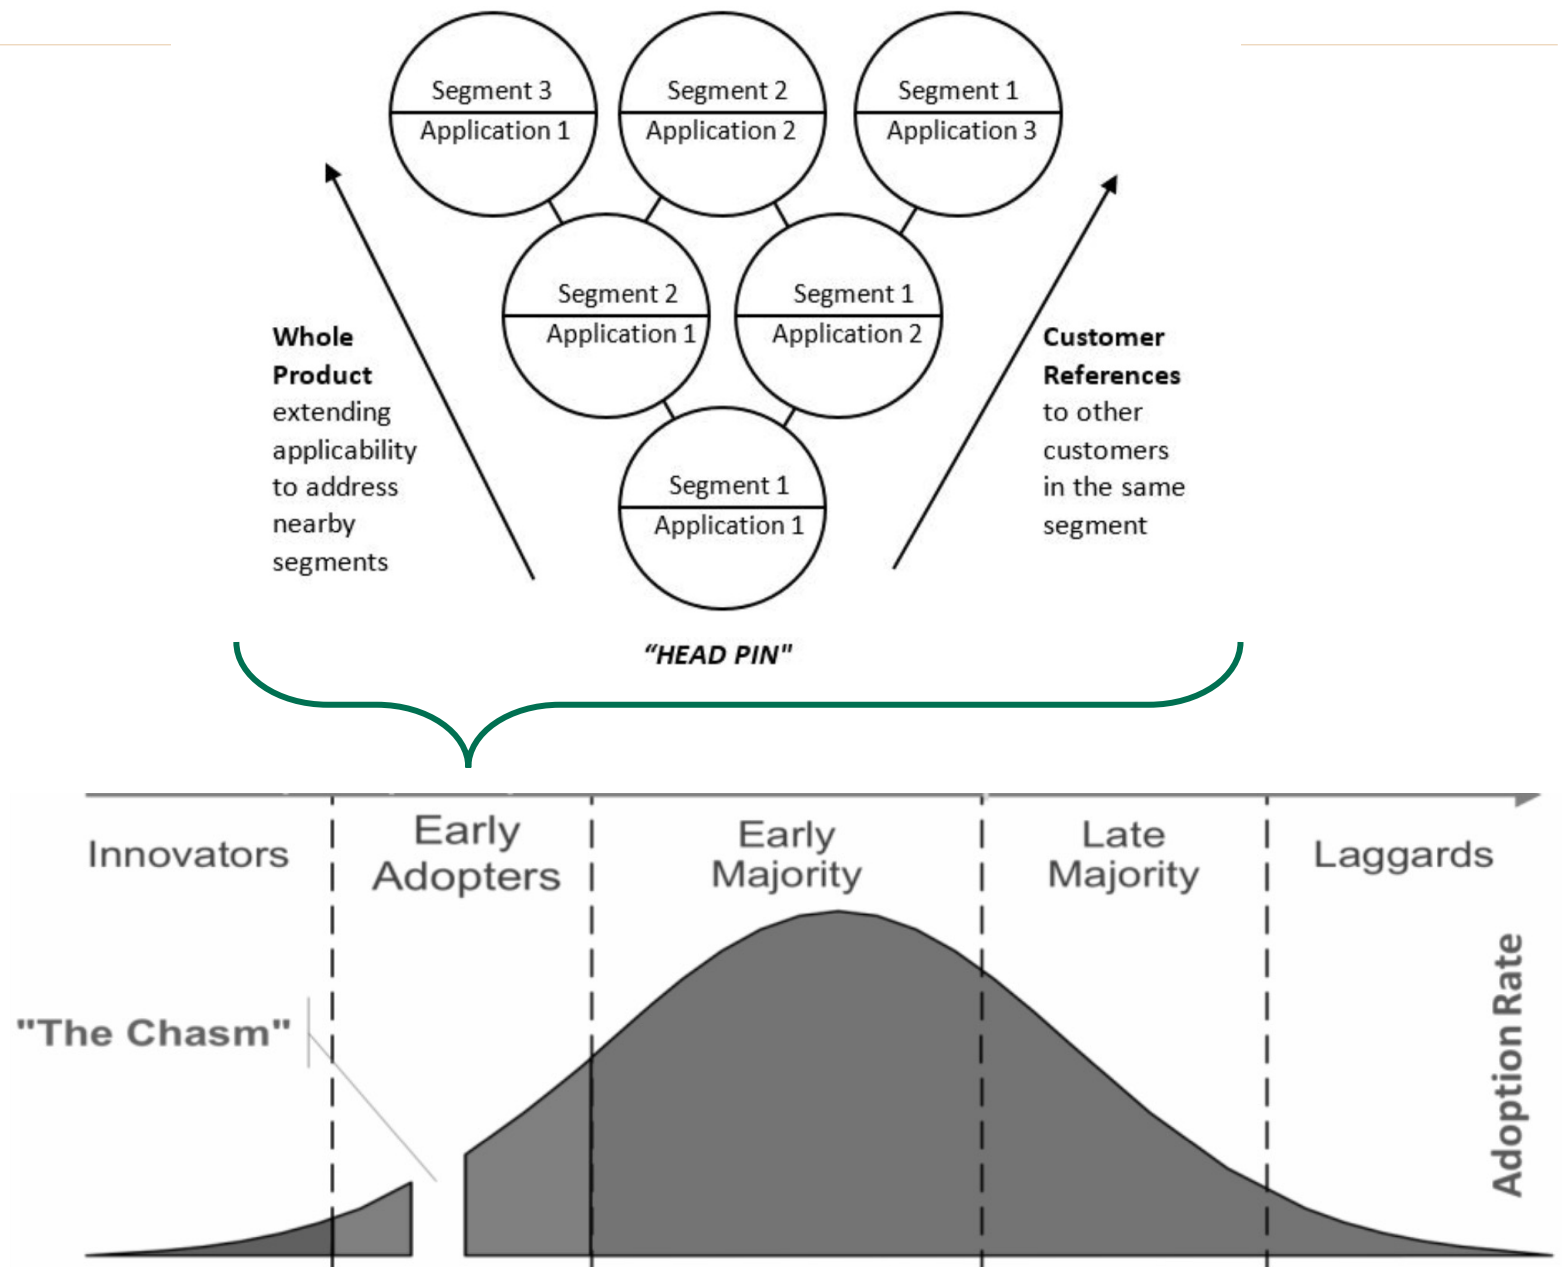 Segment 3
Application 1
Segment 2
Application 2
Segment 1
Application 3
Segment 2
Application 1
Segment 1
Application 2
Whole
Product
extending
applicability
to address
nearby
segments
Customer
References
to other
customers
in the same
segment
Segment 1
Application 1
“HEAD PIN"
Innovators
Early
Adopters
Early
Majority
Late
Majority
Laggards
"The Chasm"
Adoption Rate